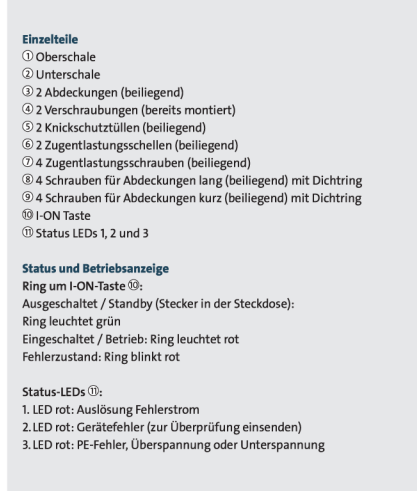 Einzelteile
① Oberschale
② Unterschale
③ 2 Abdeckungen (beiliegend)
④ 2 Verschraubungen (bereits montiert)
⑤ 2 Knickschutztüllen (beiliegend)
⑥ 2 Zugentlastungsschellen (beiliegend)
⑦ 4 Zugentlastungsschrauben (beiliegend)
⑧ 4 Schrauben für Abdeckungen lang (beiliegend) mit Dichtring
⑨ 4 Schrauben für Abdeckungen kurz (beiliegend) mit Dichtring
⑩ I-ON Taste
⑪ Status LEDs 1, 2 und 3
Status und Betriebsanzeige
Ring um I-ON-Taste ⑩:
Ausgeschaltet / Standby (Stecker in der Steckdose):
Ring leuchtet grün
Eingeschaltet / Betrieb: Ring leuchtet rot
Fehlerzustand: Ring blinkt rot
Status-LEDs ⑪:
1. LED rot: Auslösung Fehlerstrom
2. LED rot: Gerätefehler (zur Überprüfung einsenden)
3. LED rot: PE-Fehler, Überspannung oder Unterspannung